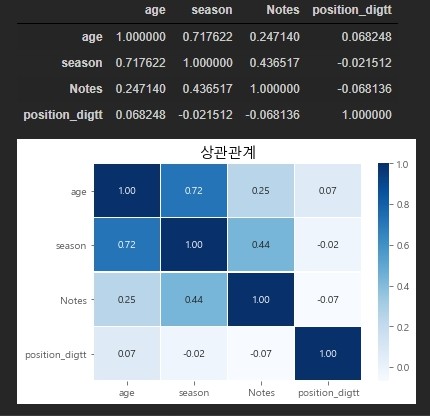 age season Notes position_digtt
age 1.000000 0.717622 0.247140 0.068248
season 0.717622 1.000000 0.436517 -0.021512
Notes 0.247140 0.436517 1.000000 -0.068136
position_digtt 0.068248 -0.021512 -0.068136 1.000000
상관관계
1.0
age 1.00 0.72 0.25 0.07
0.8
season 0.72 1.00 0.44 -0.02
0.6
0.4
Notes 0.25 0.44 1.00 -0.07
0.2
position_digtt 0.07 -0.02 -0.07 1.00
0.0
age season Notes position_digtt